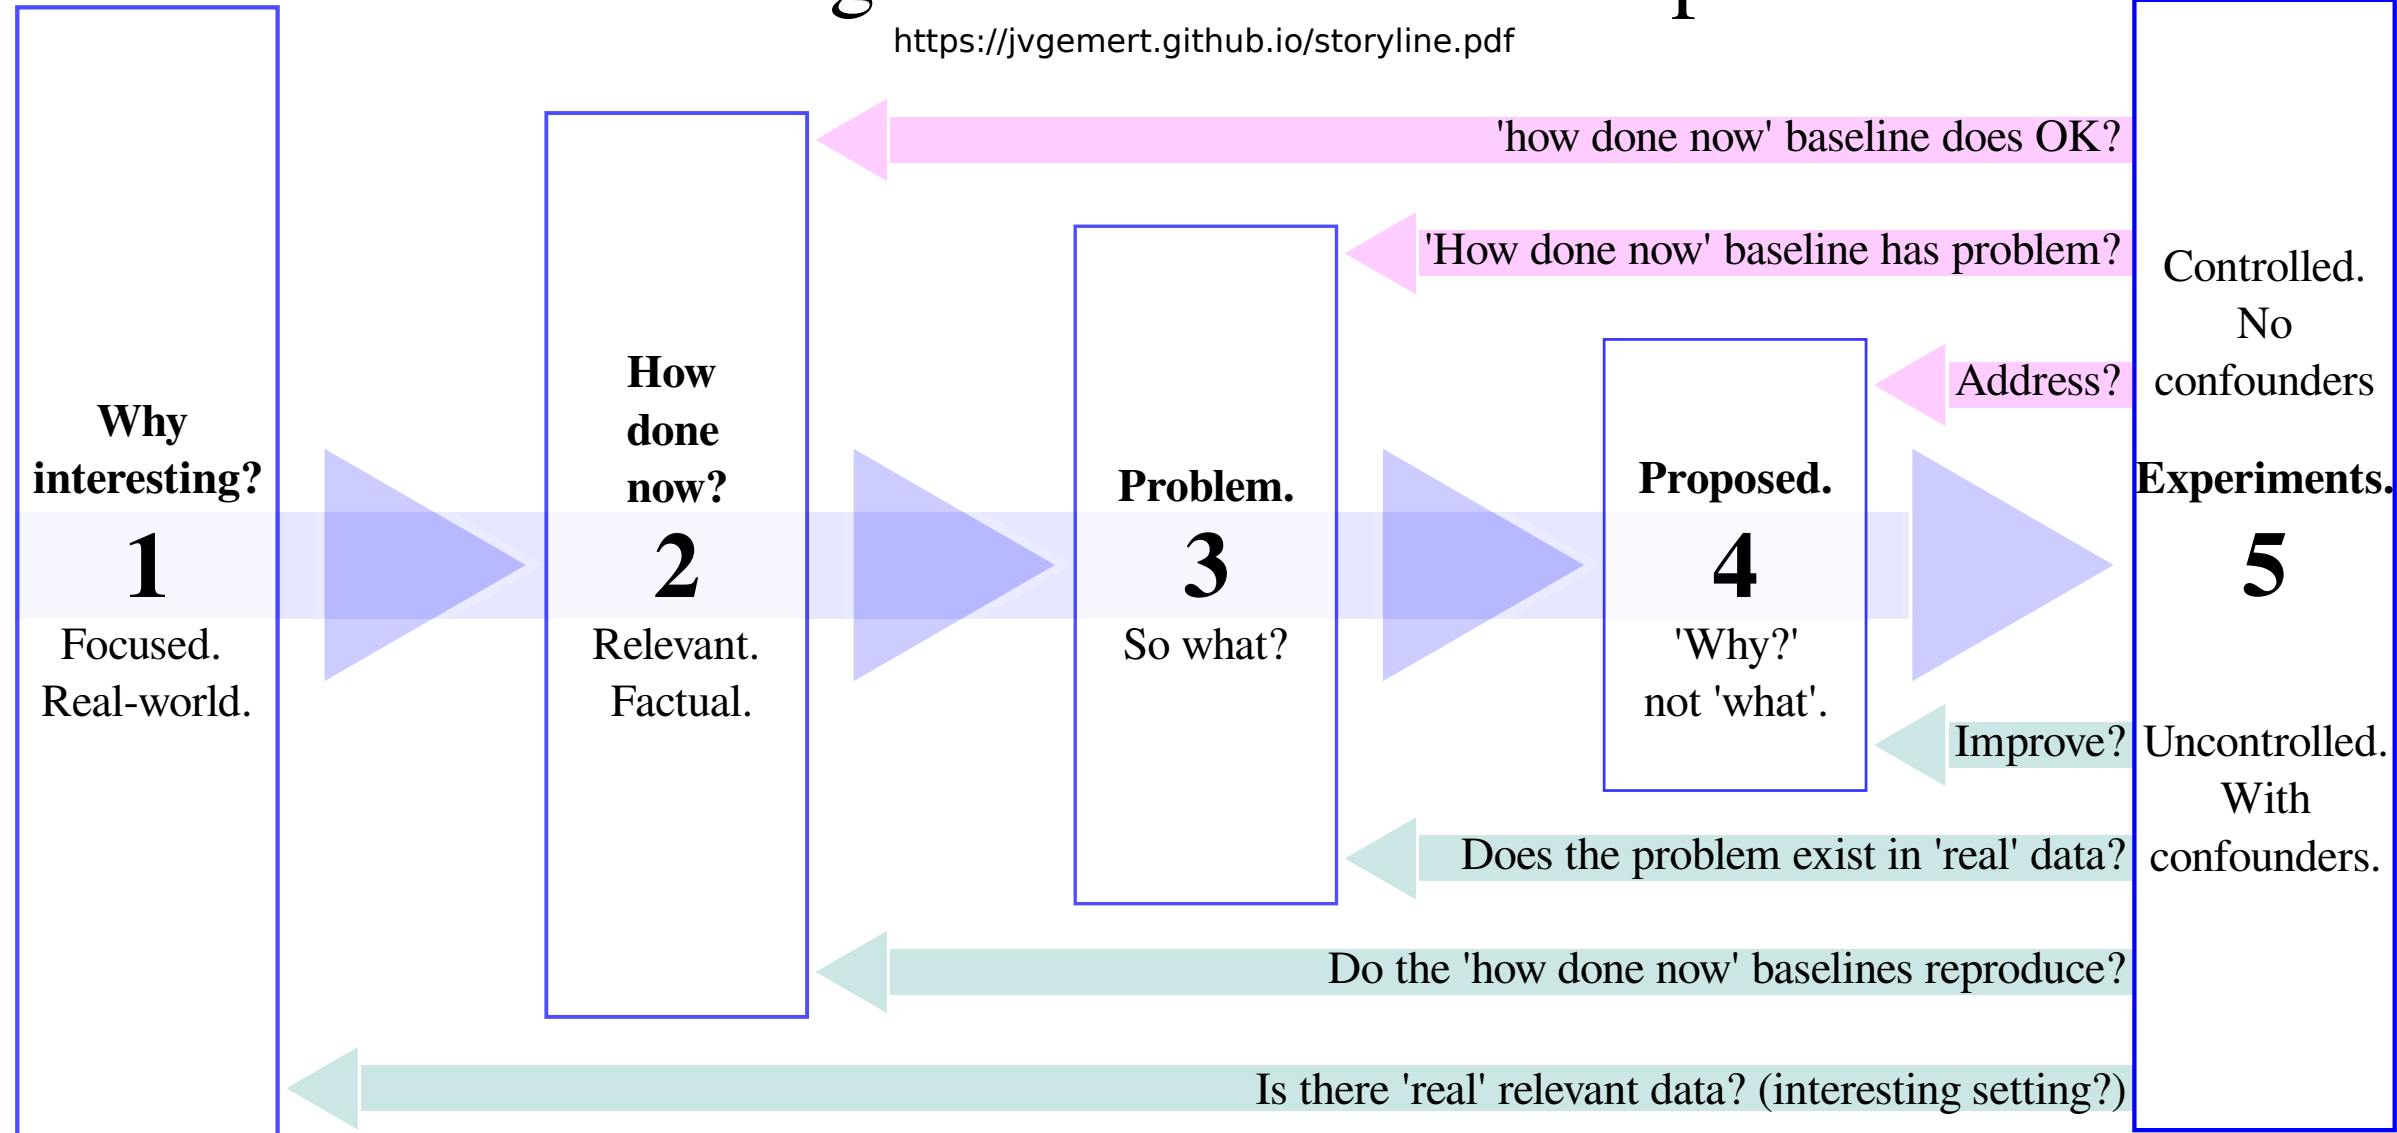 https://jvgemert.github.io/storyline.pdf
'how done now' baseline does OK?
'How done now' baseline has problem?
Address?
Why
interesting?
1
Focused.
Real-world.
How
done
now?
2
Relevant.
Factual.
Problem.
3
So what?
Proposed.
4
'Why?'
not 'what'.
Controlled.
No
confounders
Experiments.
5
Uncontrolled.
With
confounders.
Improve?
Does the problem exist in 'real' data?
Do the 'how done now' baselines reproduce?
Is there 'real' relevant data? (interesting setting?)